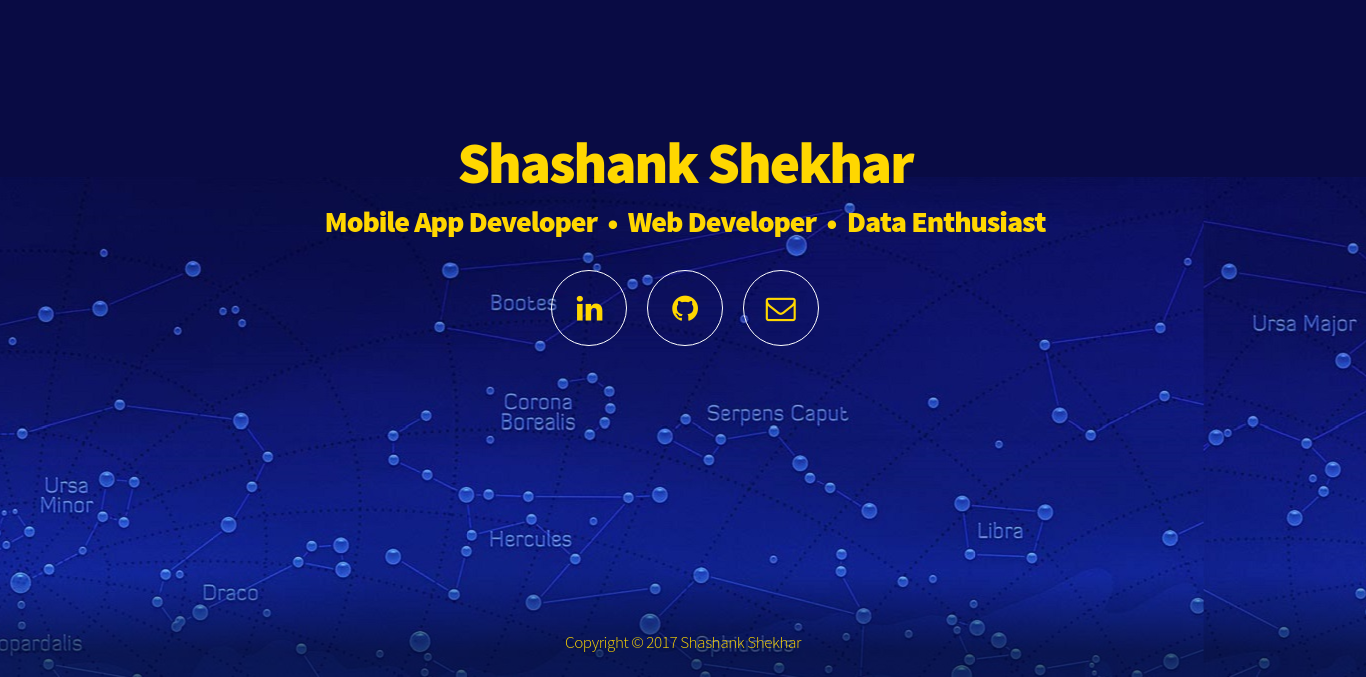 Shashank Shekhar
Mobile App Developer • Web Developer • Data Enthusiast
Bootes
in
Ursa Major
Corona
Borealis
Serpens Caput
Ursa
Minor
Libra
Hercules
Draco
opardalis
Copyright © 2017 Shashank Shekhar